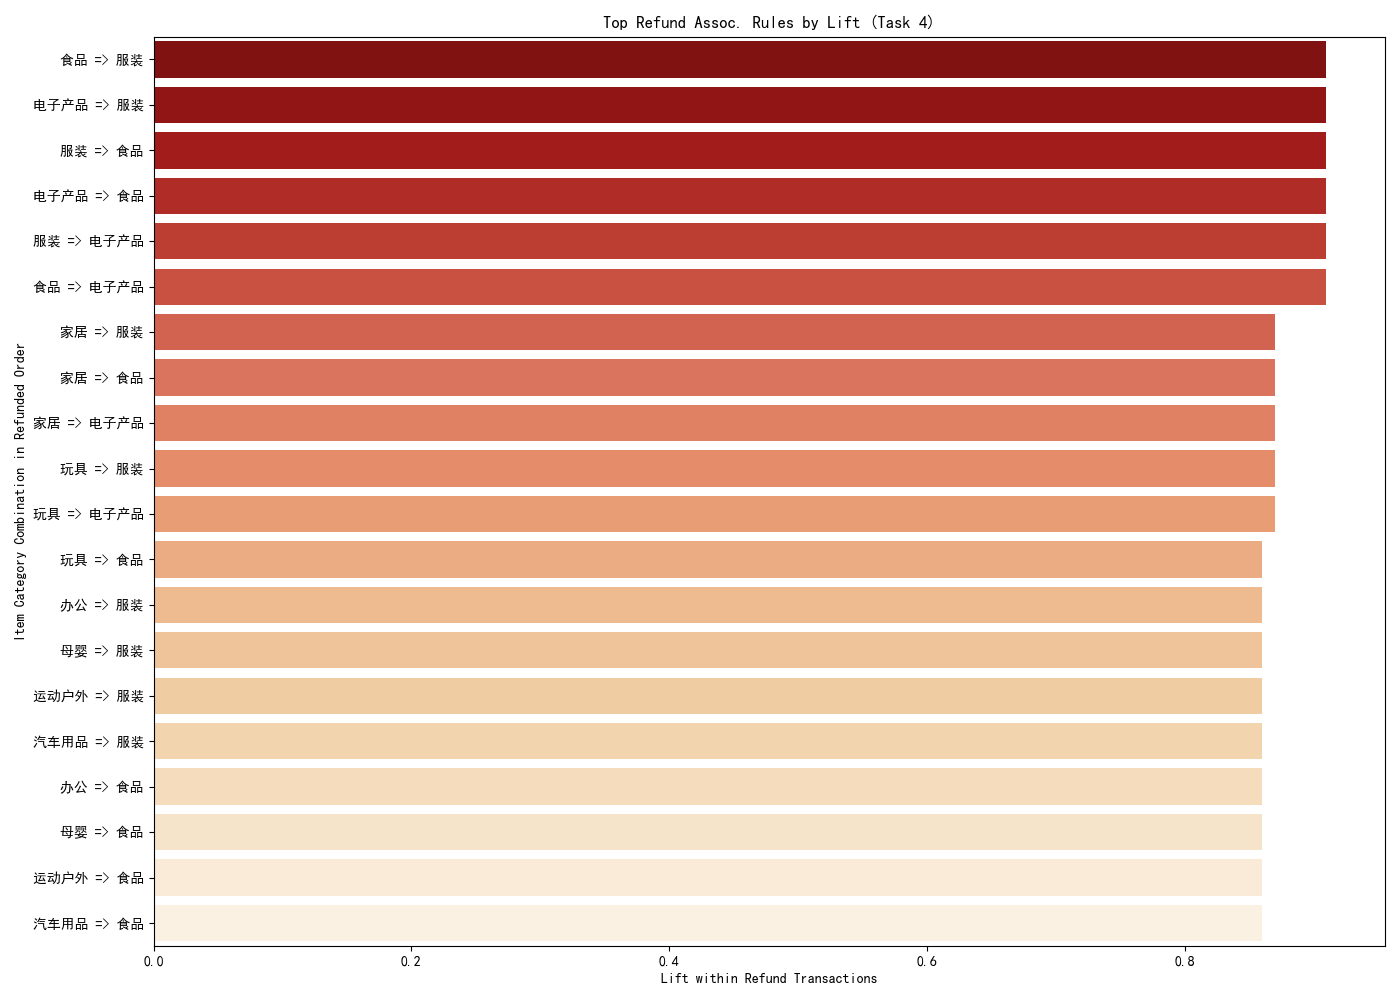 Top Refund Assoc. Rules by Lift (Task 4)
食品 => 服装
电子产品 => 服装
服装 => 食品
电子产品 => 食品
服装 => 电子产品
食品 => 电子产品
家居 => 服装
家居 => 食品
家居 => 电子产品
玩具 => 服装
玩具 => 电子产品
玩具 => 食品
办公 => 服装
母婴 => 服装
运动户外 => 服装
汽车用品 => 服装
办公 => 食品
母婴 => 食品
运动户外 => 食品
汽车用品 => 食品
Item Category Combination in Refunded Order
0.0 0.2 0.4 0.6 0.8
Lift within Refund Transactions